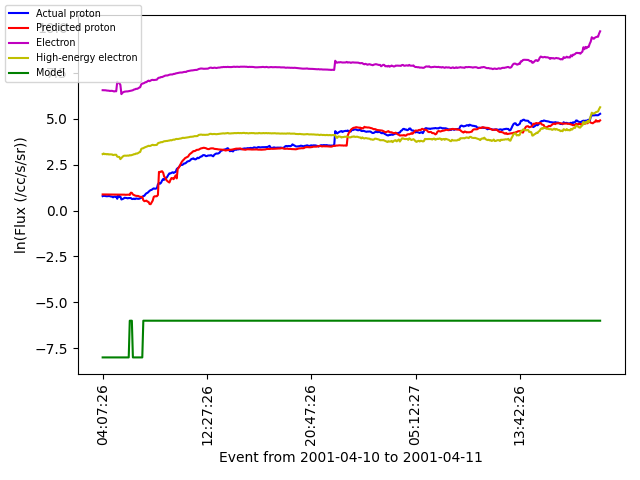 Actual proton
Predicted proton
Electron
High-energy electron
Model
5.0
2.5
0.0
−2.5
−5.0
−7.5
ln(Flux (/cc/s/sr))
04:07:26
12:27:26
20:47:26
05:12:27
13:42:26
Event from 2001-04-10 to 2001-04-11